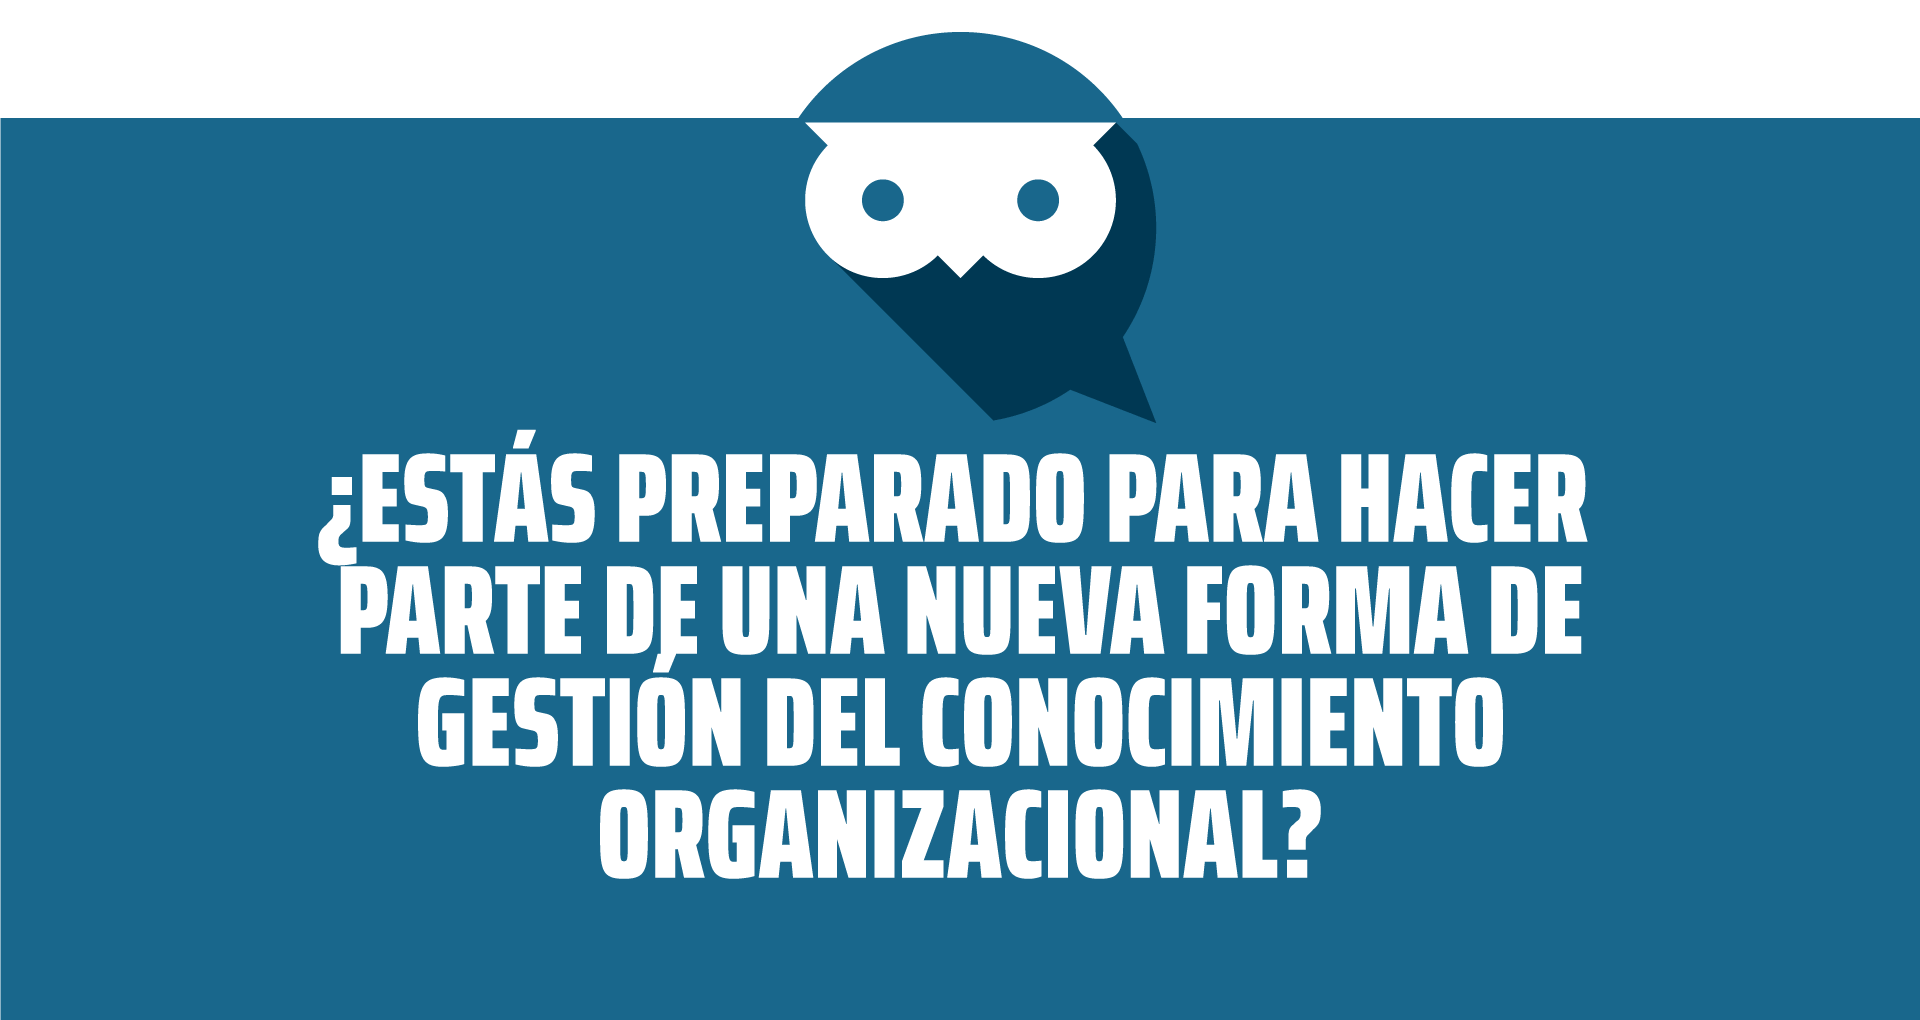 ¿ESTÁS PREPARADO PARA HACER
PARTE DE UNA NUEVA FORMA DE
GESTIÓN DEL CONOCIMIENTO
ORGANIZACIONAL?